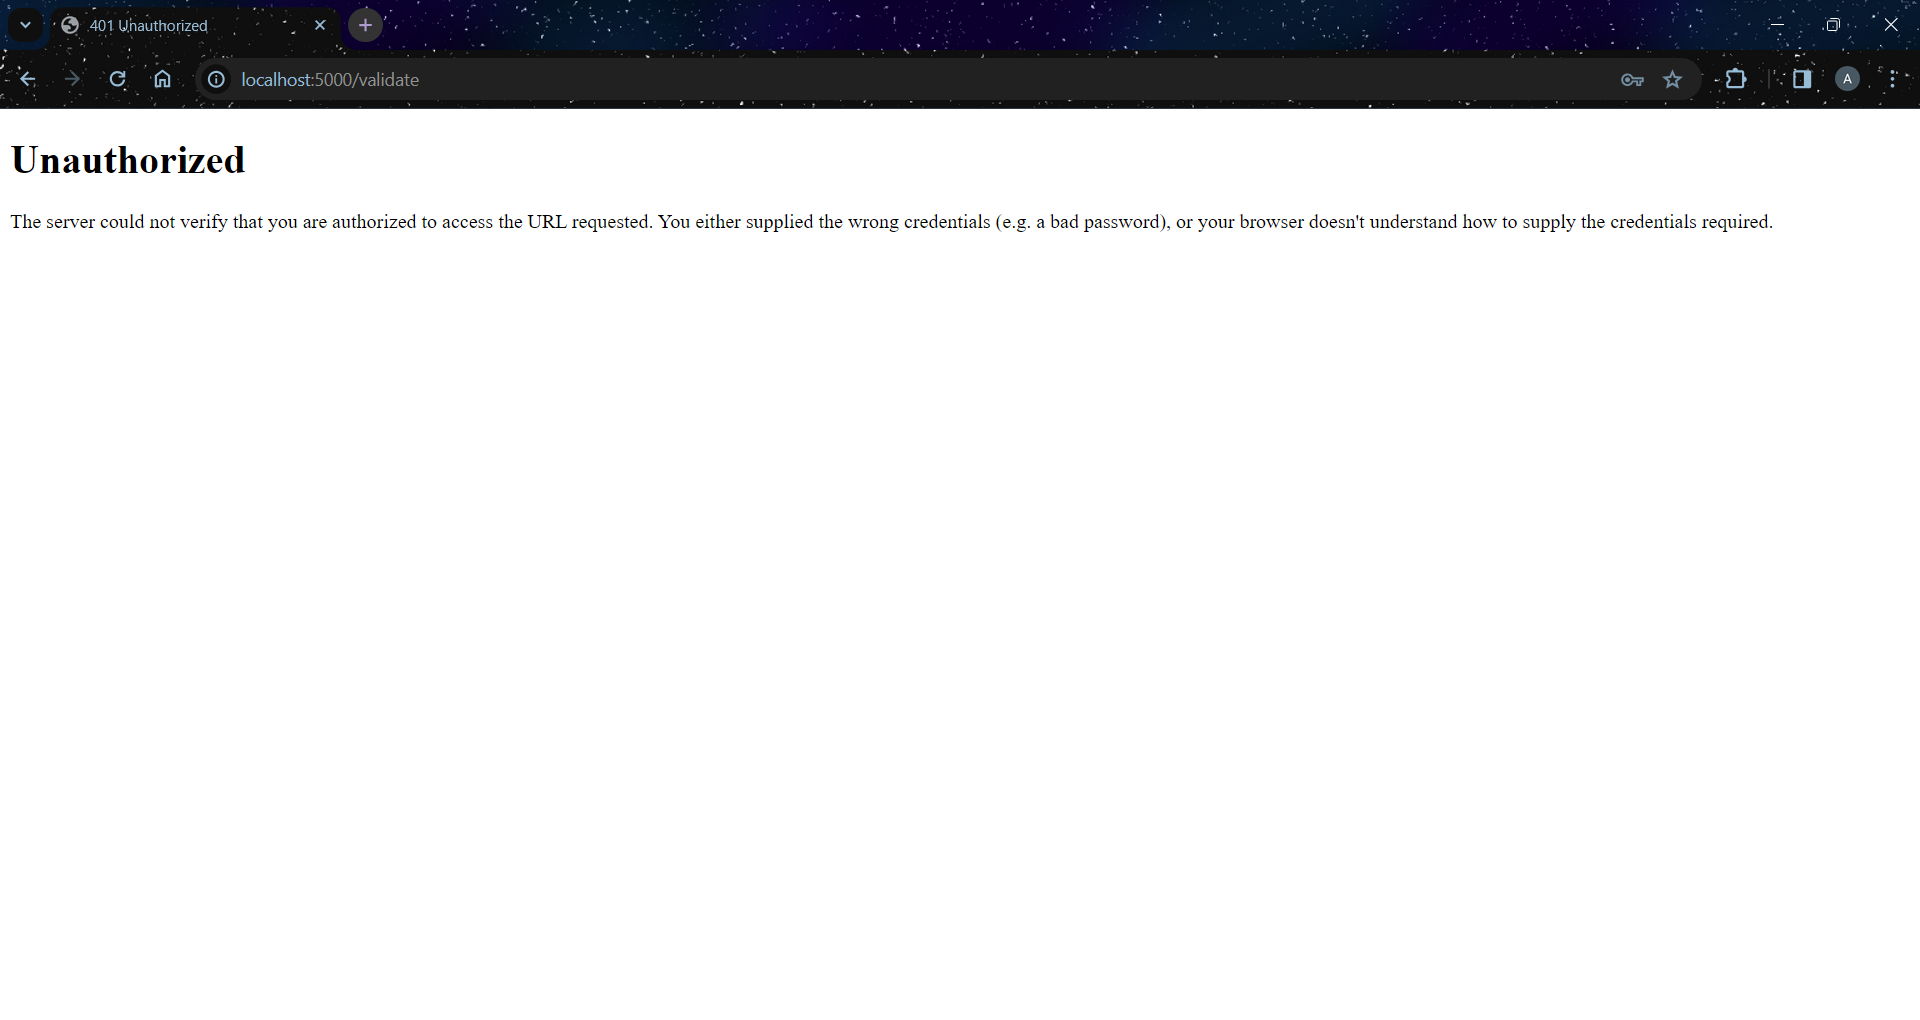 401 Unauthorized
localhost:5000/validate
A
Unauthorized
The server could not verify that you are authorized to access the URL requested. You either supplied the wrong credentials (e.g. a bad password), or your browser doesn't understand how to supply the credentials required.